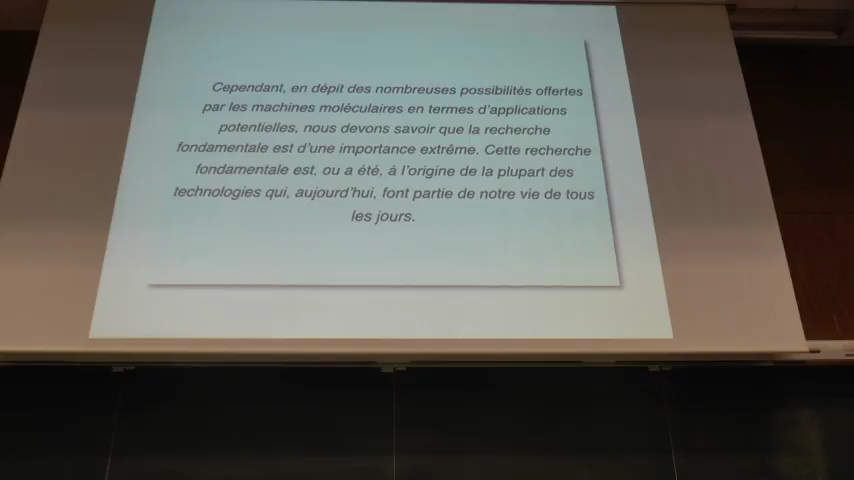 Cependant, en dépit des nombreuses possibilités offertes
par les machines moléculaires en termes d'applications
potentielles, nous devons savoir que la recherche
fondamentale est d'une importance extrême. Cette recherche
fondamentale est, ou a été, à l'origine de la plupart des
technologies qui, aujourd'hui, font partie de notre vie de tous
les jours.